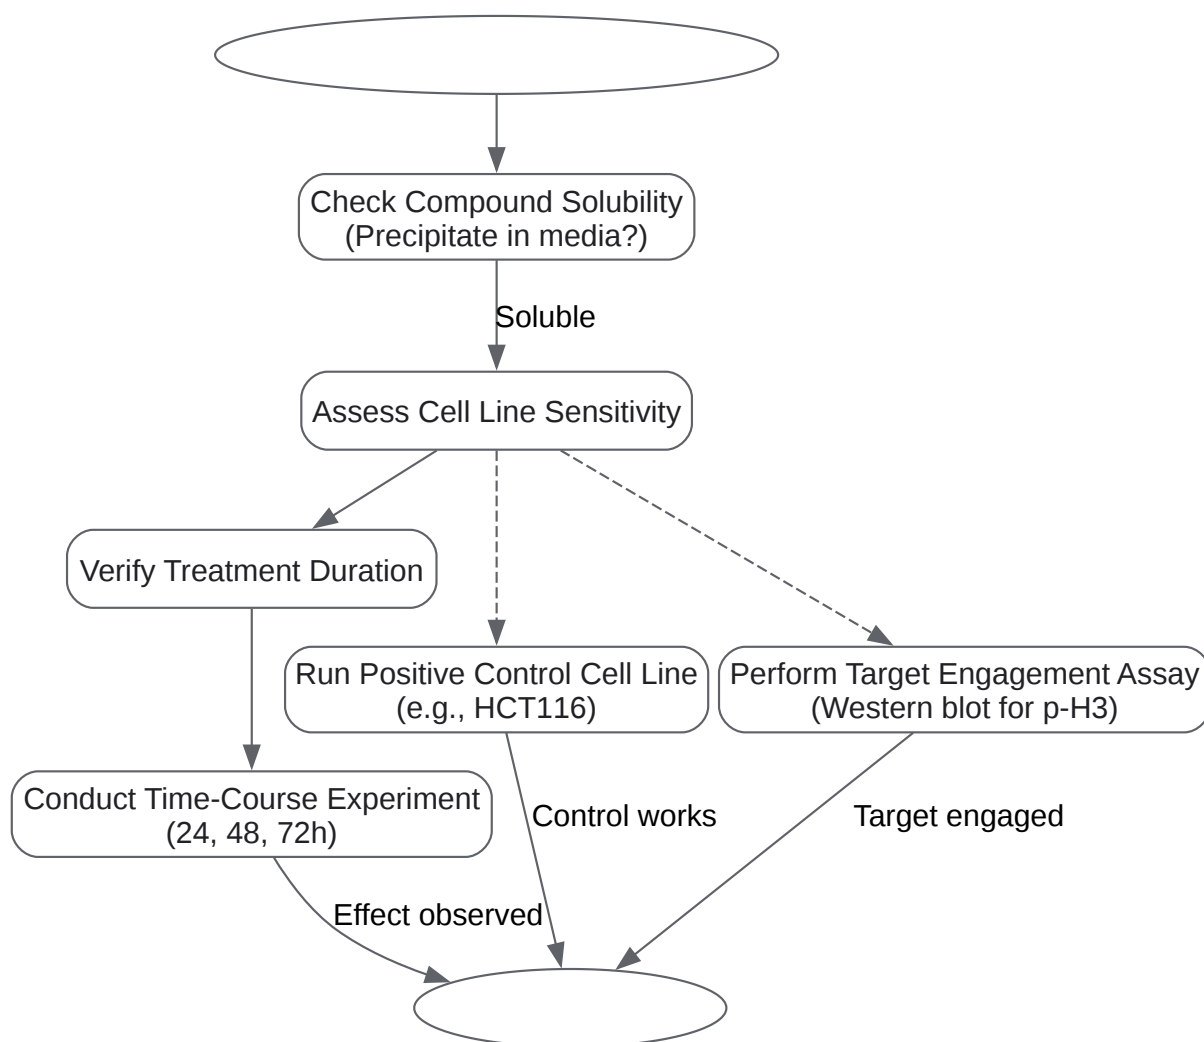 Check Compound Solubility
(Precipitate in media?)
Soluble
Assess Cell Line Sensitivity
Verify Treatment Duration
Run Positive Control Cell Line
(e.g., HCT116)
Perform Target Engagement Assay
(Western blot for p-H3)
Conduct Time-Course Experiment
(24, 48, 72h)
Control works
Target engaged
Effect observed